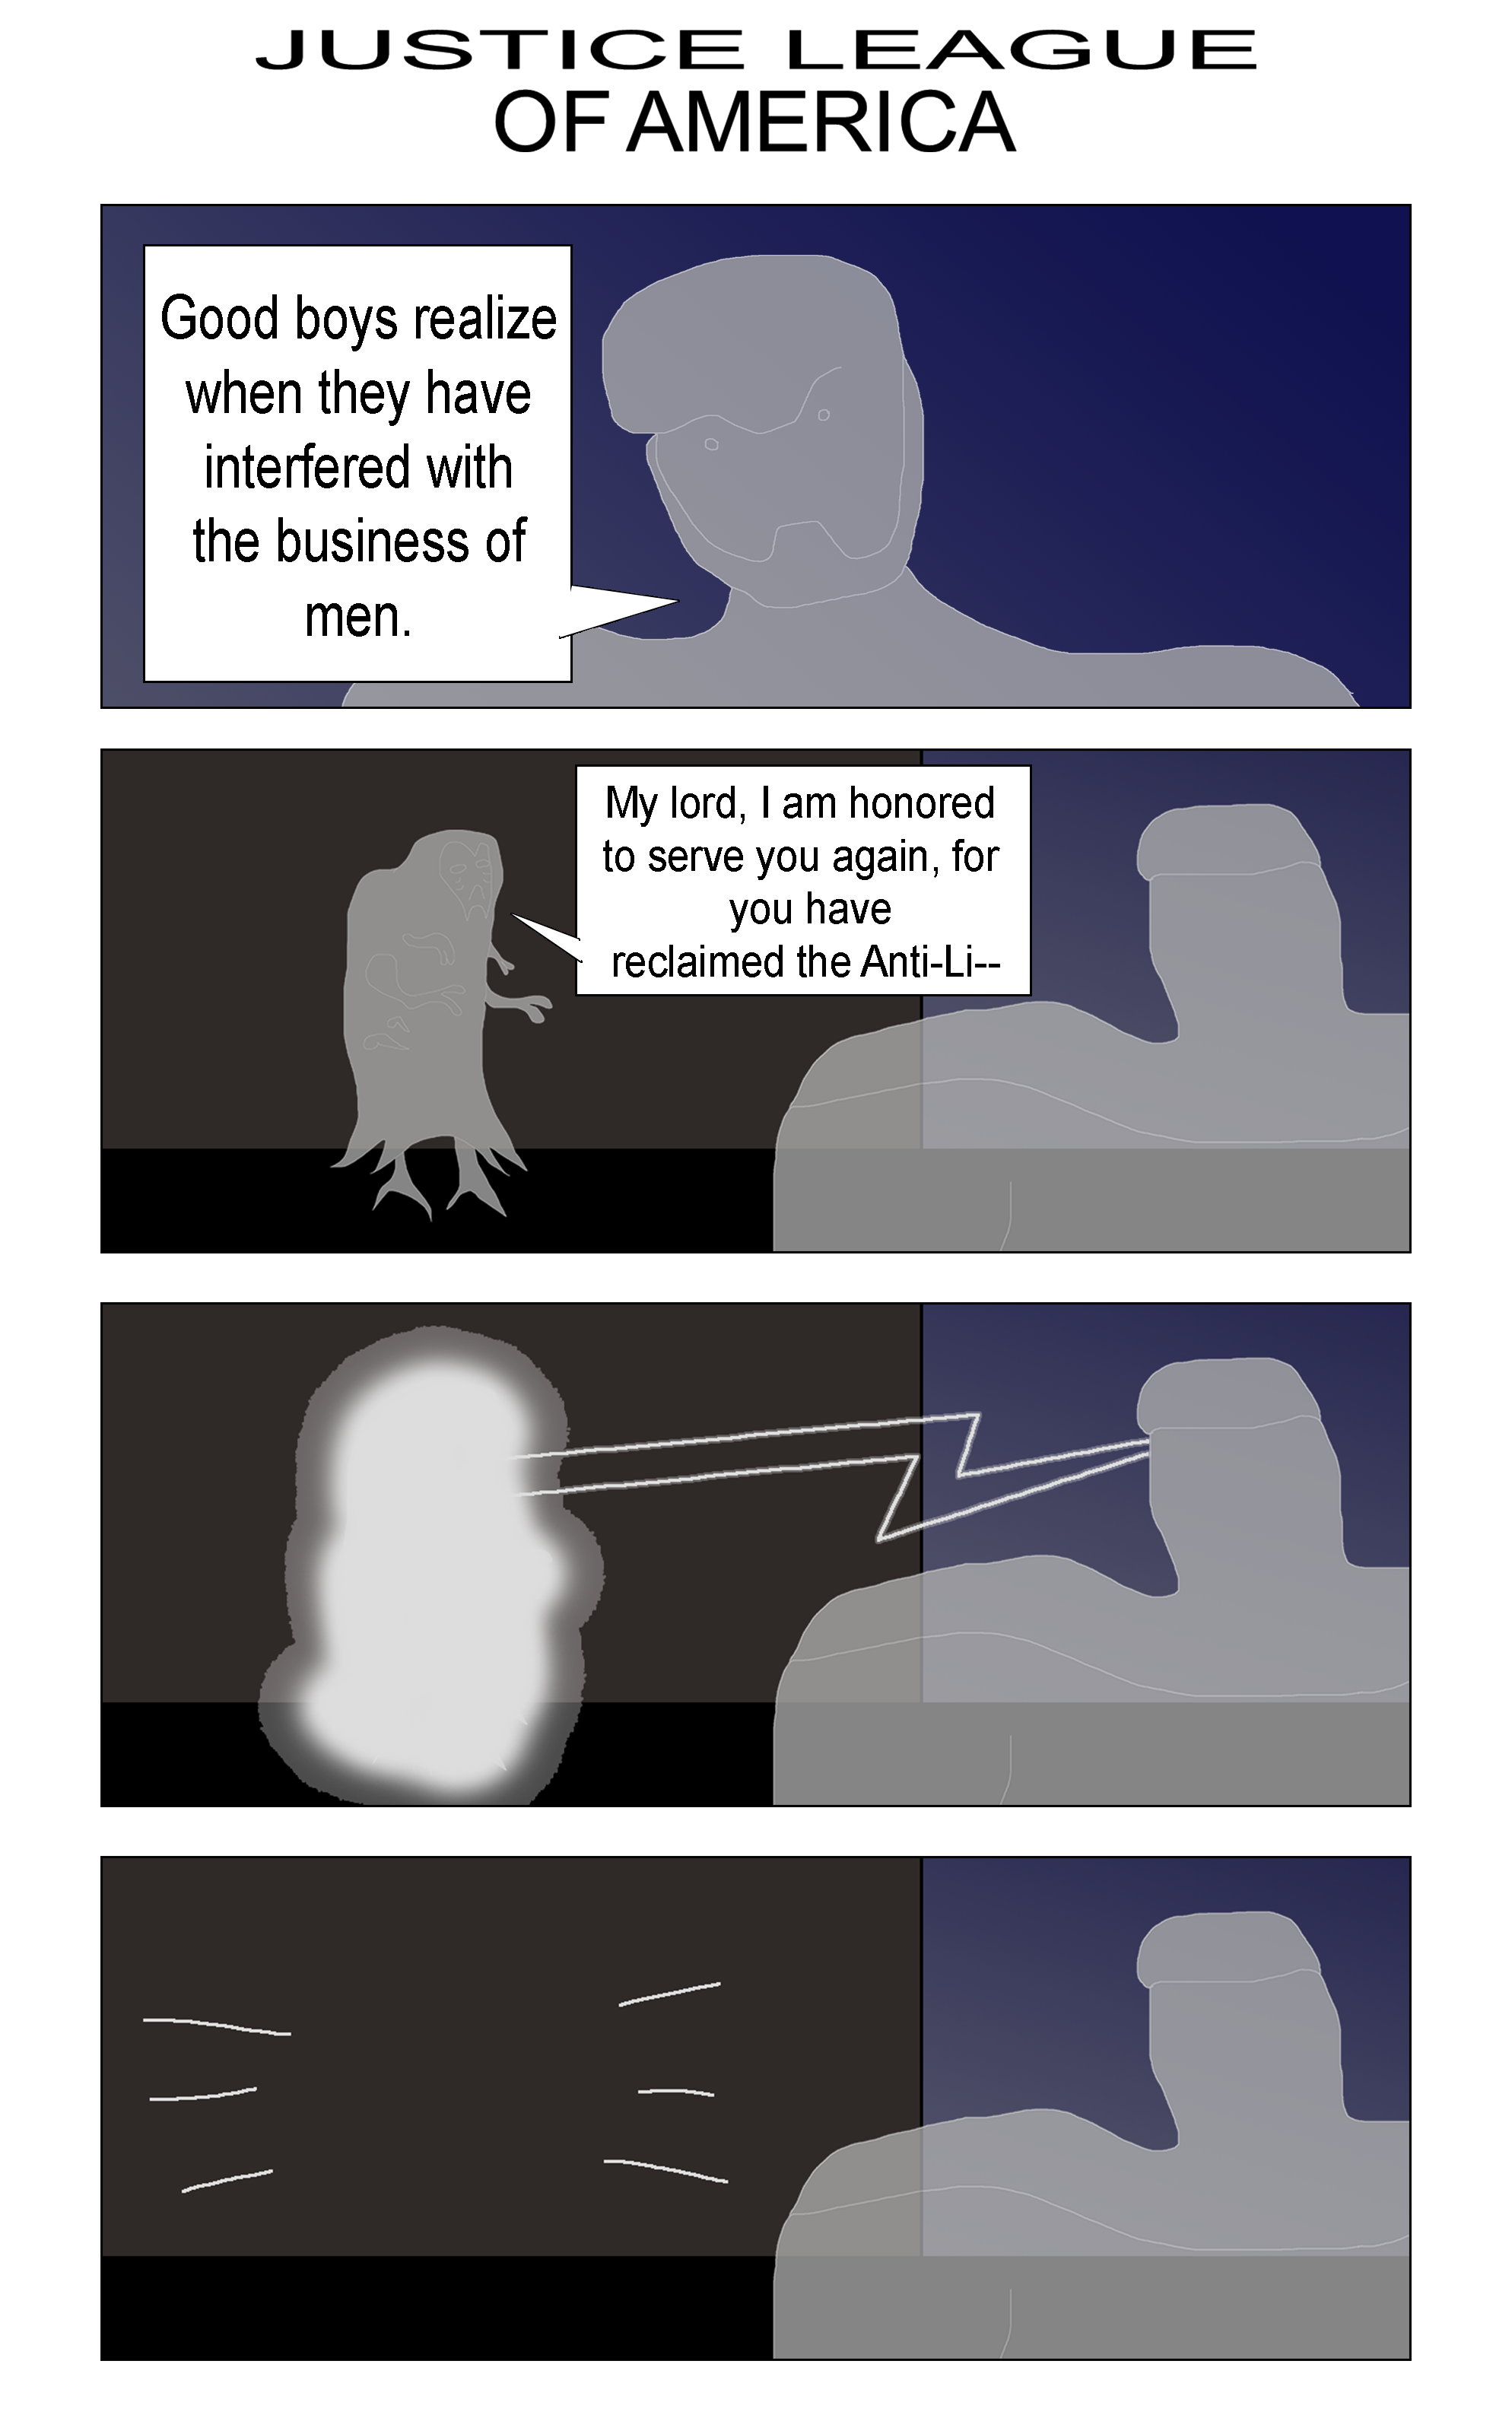 JUSTICE LEAGUE
OF AMERICA
Good boys realize
when they have
interfered with
the business of
men.
My lord, I am honored
to serve you again, for
you have
reclaimed the Anti-Li--